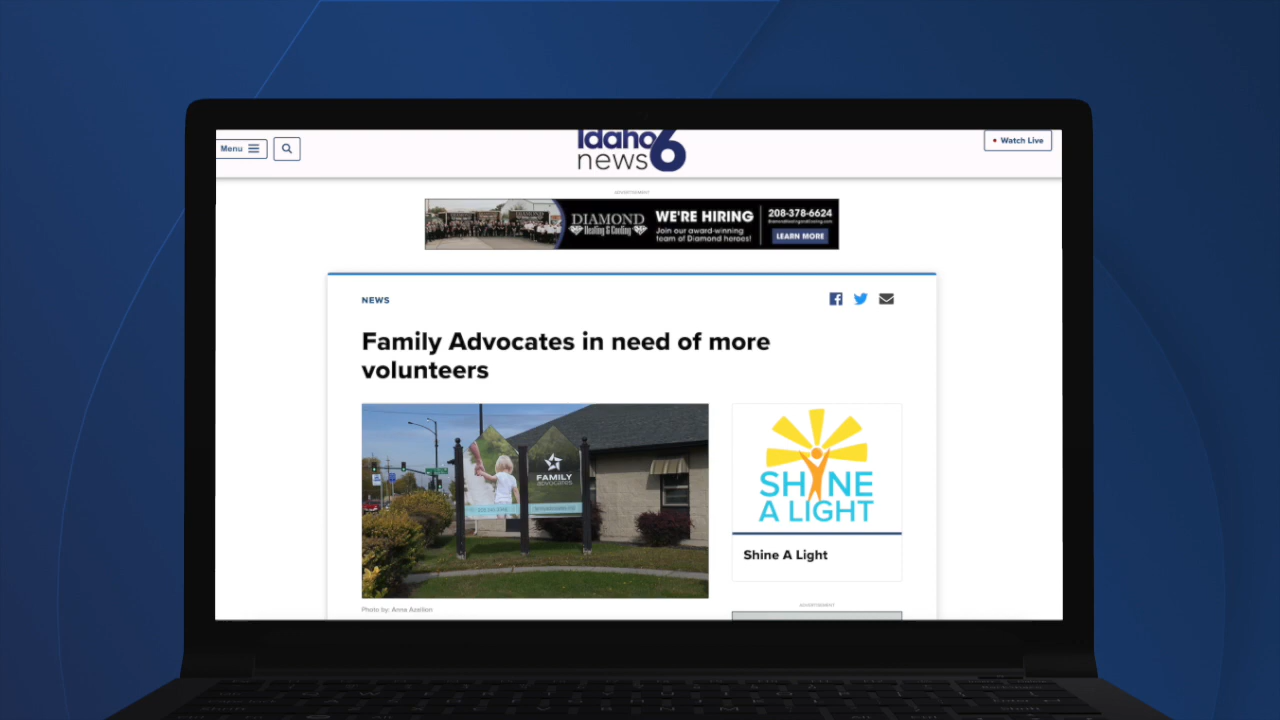 Menu
Idaho
news 6
Watch Live
ADVERTISEMENT
DIAMOND
Heating & Cooling
WE'RE HIRING
Join our award-winning
team of Diamond heroes!
208-378-6624
DiamondHeatingandCooling.com
LEARN MORE
NEWS
Family Advocates in need of more
volunteers
FAMILY
advocates
SHINE
A LIGHT
Shine A Light
Photo by: Anna Azallion
ADVERTISEMENT